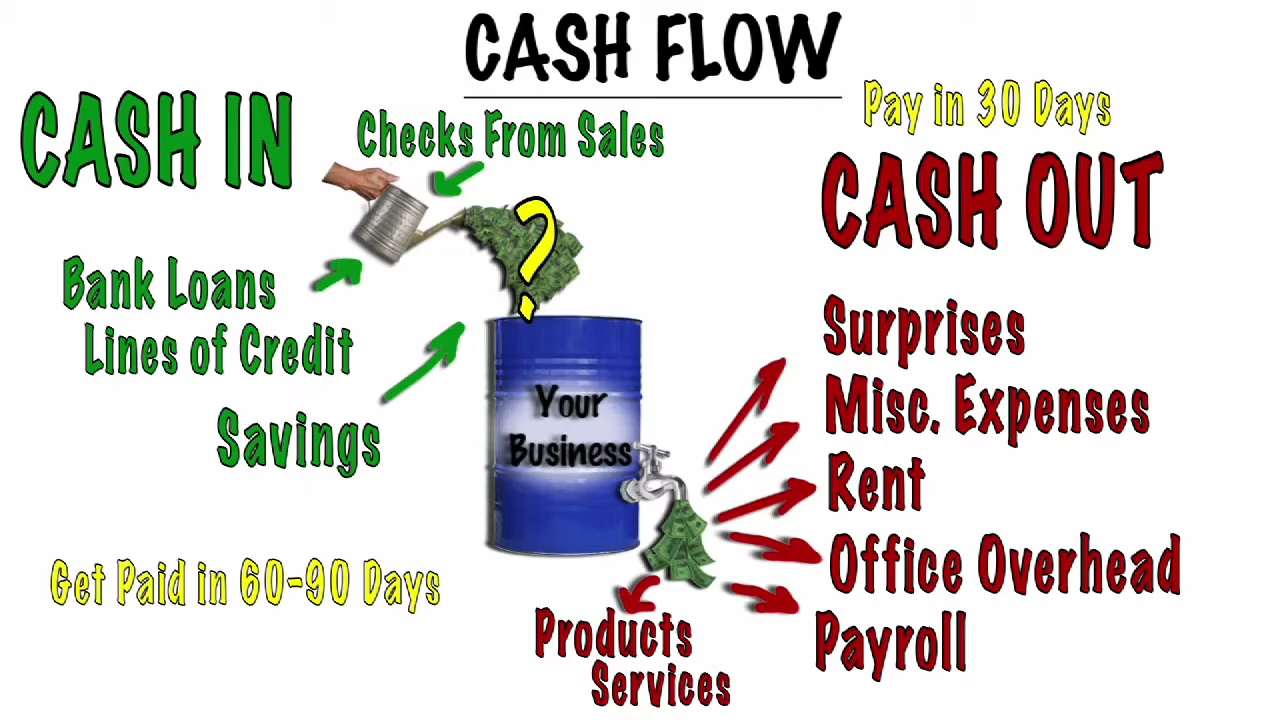 CASH FLOW
CASH IN
Checks From Sales
Pay in 30 Days
CASH OUT
?
Bank Loans
Lines of Credit
Savings
Your
Business
Surprises
Misc. Expenses
Rent
Office Overhead
Payroll
Get Paid in 60-90 Days
Products
Services